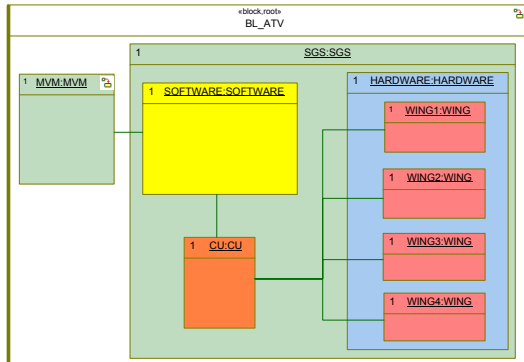 «block,root»
BL_ATV
1 SGS:SGS
1 MVM:MVM
1 SOFTWARE:SOFTWARE
1 HARDWARE:HARDWARE
1 WING1:WING
1 WING2:WING
1 CU:CU
1 WING3:WING
1 WING4:WING